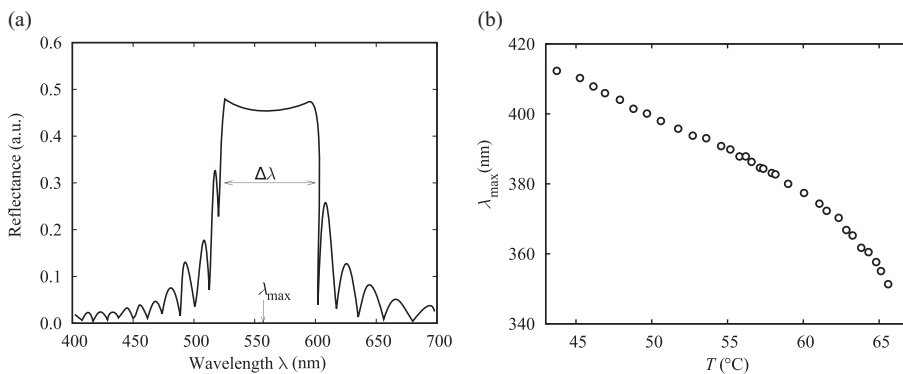 (a)
0.6
0.5
0.4
0.3
0.2
0.1
0.0
Reflectance (a.u.)
Δλ
λmax
400 450 500 550 600 650 700
Wavelength λ (nm)
(b)
420
400
380
360
340
λmax(nm)
45 50 55 60 65
T (°C)